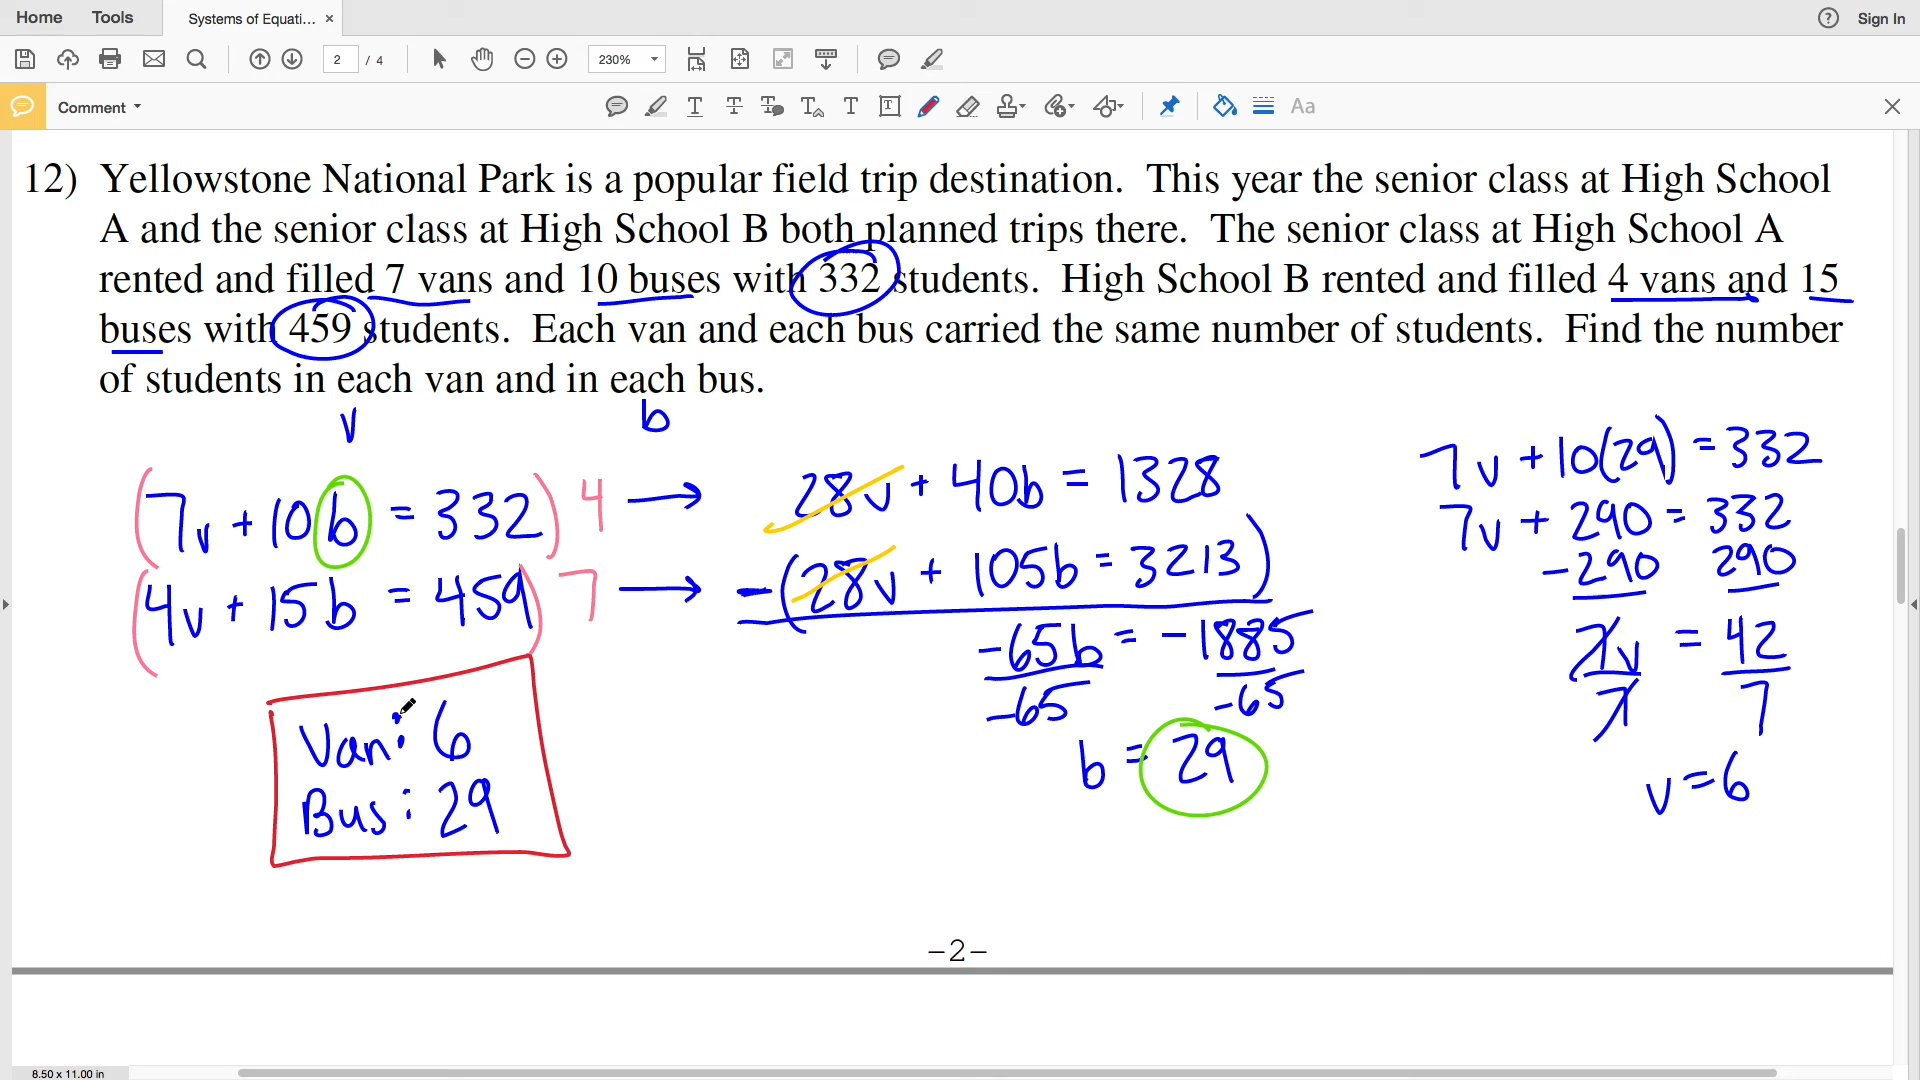 Home Tools Systems of Equati... × Sign In
2 / 4 230%
Comment Aa
12) Yellowstone National Park is a popular field trip destination. This year the senior class at High School
A and the senior class at High School B both planned trips there. The senior class at High School A
rented and filled 7 vans and 10 buses with 332 students. High School B rented and filled 4 vans and 15
buses with 459 students. Each van and each bus carried the same number of students. Find the number
of students in each van and in each bus.
v b
(7v + 10b = 332) 4 →
(4v + 15b = 459) 7 →
28v + 40b = 1328
-(28v + 105b = 3213)
-65b = -1885
-65 -65
b = 29
7v + 10(29) = 332
7v + 290 = 332
-290 290
7v = 42
7 7
v = 6
Van: 6
Bus: 29
-2-
8.50 x 11.00 in